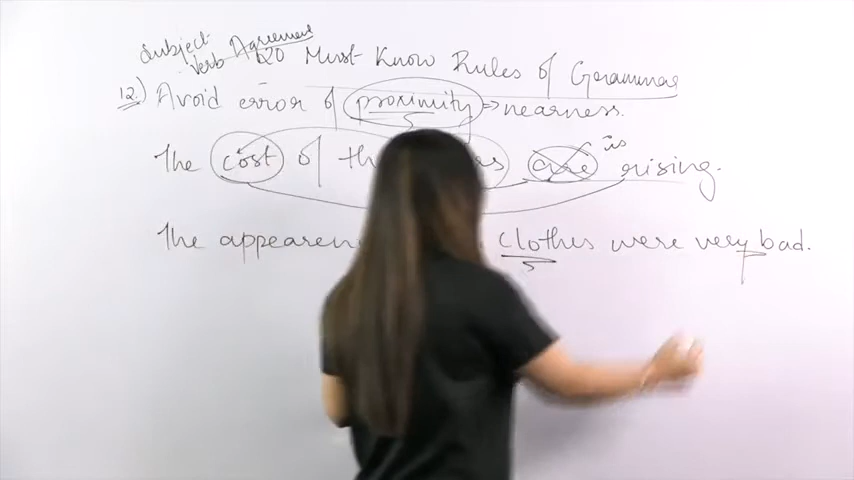 Subject Verb Agreement
120 Must Know Rules of Grammar
12.) Avoid error of proximity → nearness.
The cost of th as are is rising.
The appearen clothes were very bad.